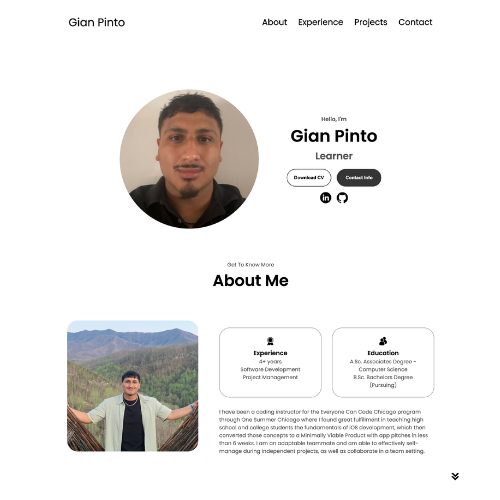 Gian Pinto
About Experience Projects Contact
Hello, I'm
Gian Pinto
Learner
Download CV Contact Info
Get To Know More
About Me
Experience
4+ years
Software Development
Project Management
Education
A.Sc. Associates Degree -
Computer Science
B.Sc. Bachelors Degree
(Pursuing)
I have been a coding instructor for the Everyone Can Code Chicago program
through One Summer Chicago where I found great fulfillment in teaching high
school and college students the fundamentals of iOS development, which then
converted those concepts to a Minimally Viable Product with app pitches in less
than 6 weeks. I am an adaptable teammate and am able to effectively self-
manage during independent projects, as well as collaborate in a team setting.